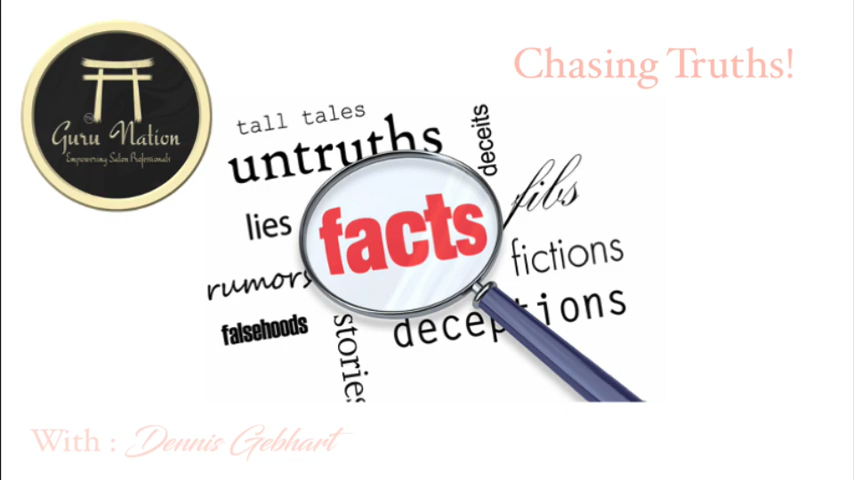 Chasing Truths!
Guru Nation
Empowering Salon Professionals
tall tales
untruths
deceits
lies
facts
fibs
fictions
rumors
falsehoods
stories
deceptions
With : Dennis Gebhart